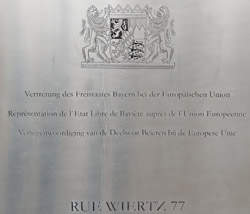 Vertretung des Freistaates Bayern bei der Europäischen Union
Représentation de l'Etat Libre de Bavière auprès de l'Union Européenne
Vertegenwoordiging van de Deelstaat Beieren bij de Europese Unie
RUE WIERTZ 77